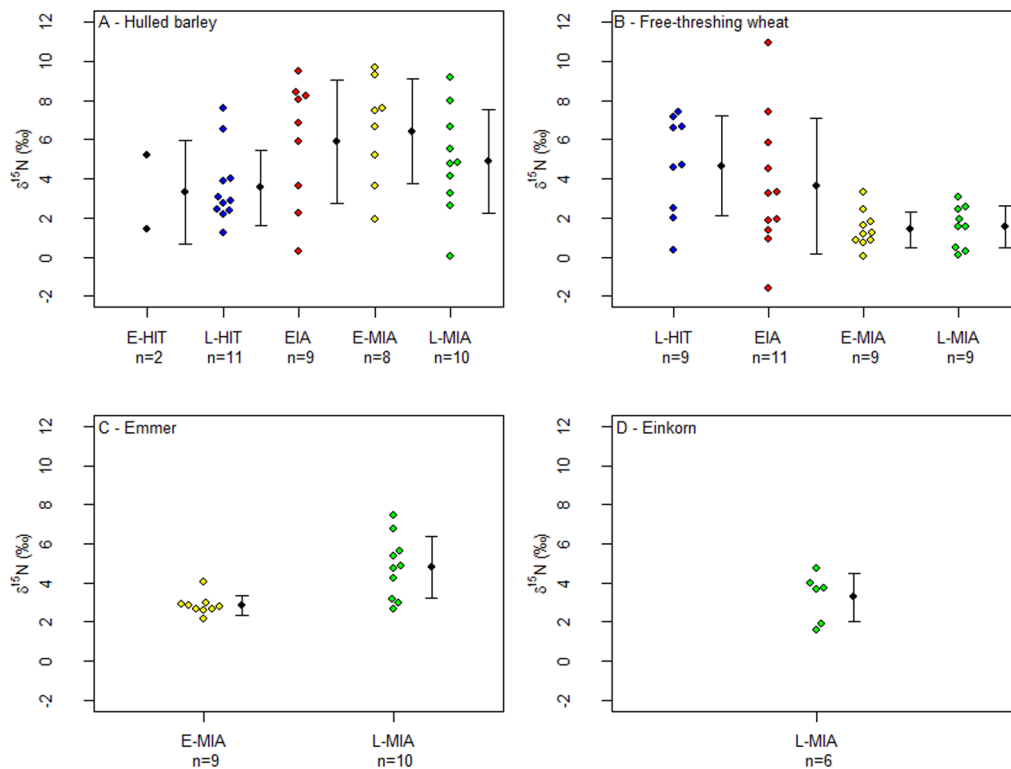 A - Hulled barley
12
10
8
6
4
2
0
-2
δ15N (‰)
E-HIT L-HIT EIA E-MIA L-MIA
n=2 n=11 n=9 n=8 n=10
B - Free-threshing wheat
12
10
8
6
4
2
0
-2
δ15N (‰)
L-HIT EIA E-MIA L-MIA
n=9 n=11 n=9 n=9
C - Emmer
12
10
8
6
4
2
0
-2
δ15N (‰)
E-MIA L-MIA
n=9 n=10
D - Einkorn
12
10
8
6
4
2
0
-2
δ15N (‰)
L-MIA
n=6